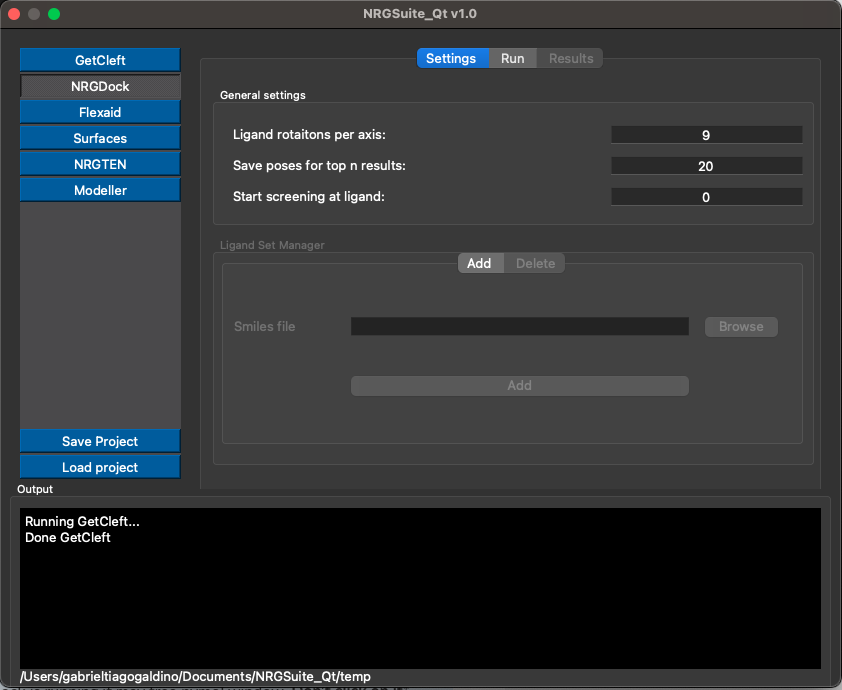 NRGSuite_Qt v1.0
GetCleft
NRGDock
Flexaid
Surfaces
NRGTEN
Modeller
Save Project
Load project
Settings Run Results
General settings
Ligand rotaitons per axis: 9
Save poses for top n results: 20
Start screening at ligand: 0
Ligand Set Manager
Add Delete
Smiles file Browse
Add
Output
Running GetCleft...
Done GetCleft
/Users/gabrieltiagogaldino/Documents/NRGSuite_Qt/temp